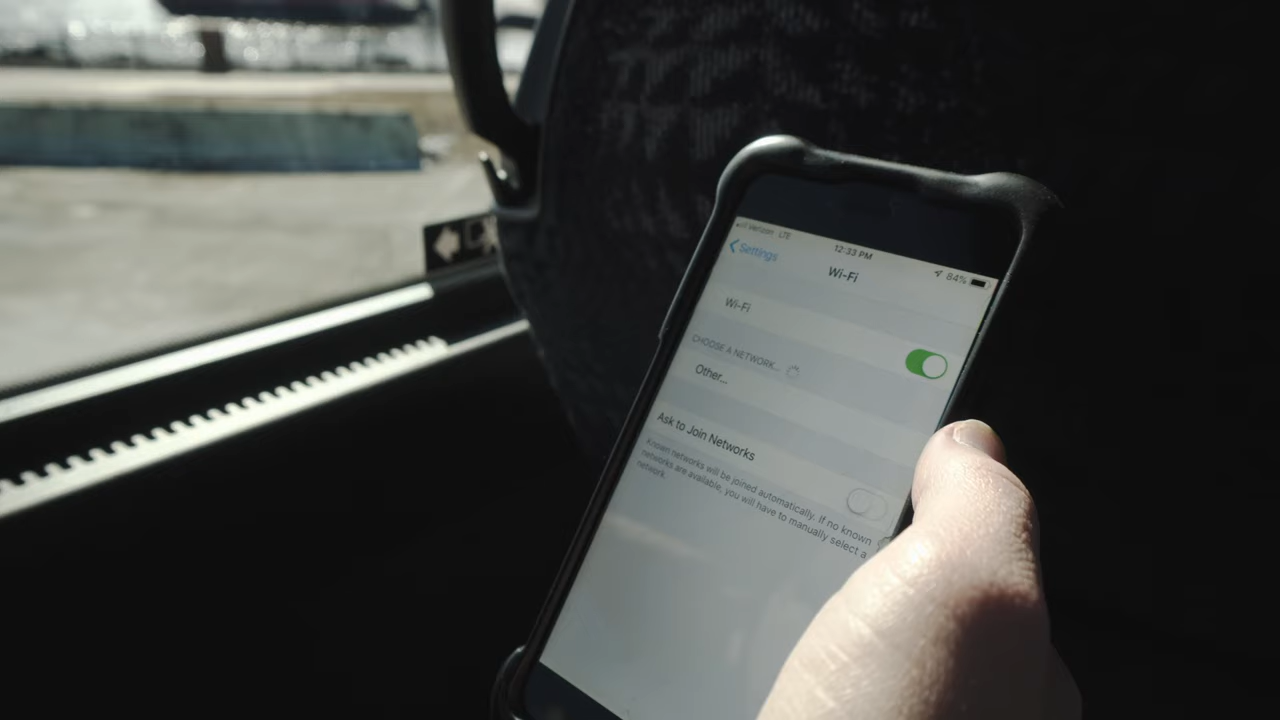 verizon LTE 12:33 PM 84%
Settings Wi-Fi
Wi-Fi
CHOOSE A NETWORK...
Other...
Ask to Join Networks
Known networks will be joined automatically. If no known
networks are available, you will have to manually select a
network.